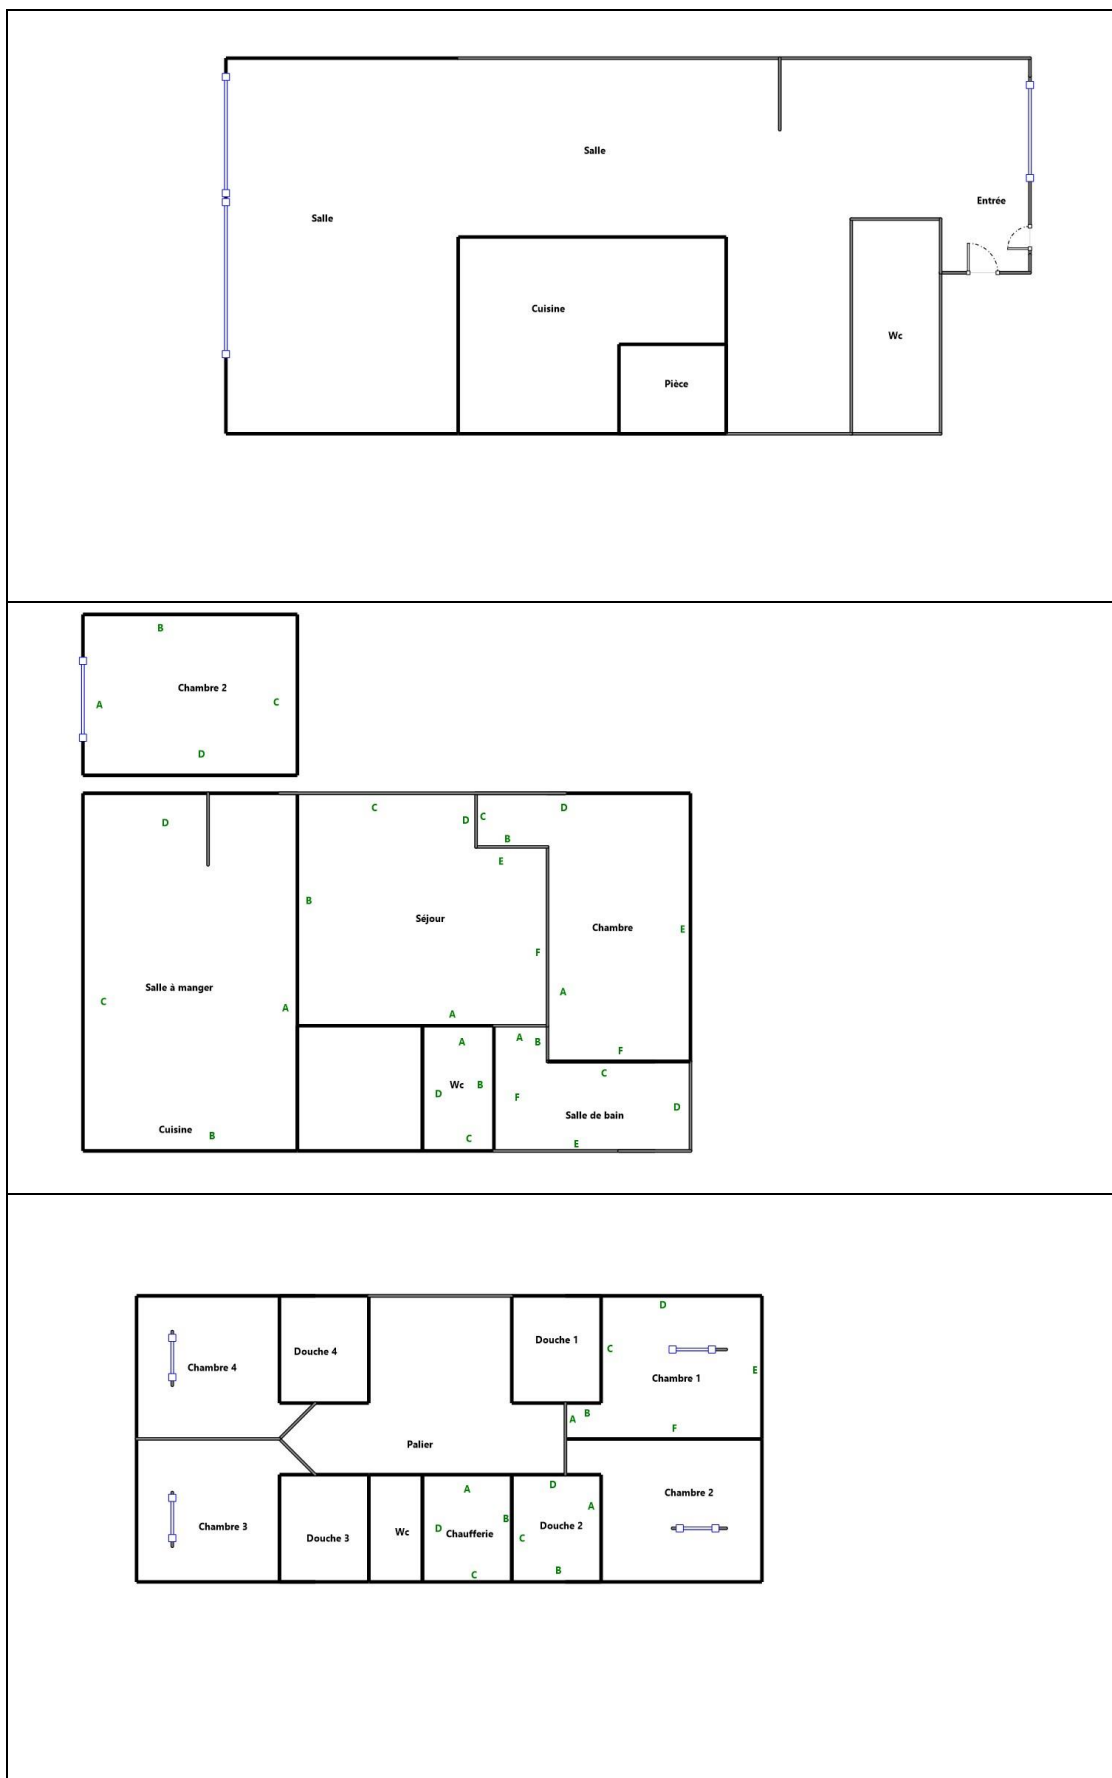 Salle
Entrée
Salle
Cuisine
Wc
Pièce
B
Chambre 2
C
A
D
C
D
D
C
D
B
E
B
Séjour
Chambre
E
F
Salle à manger
A
C
A
A
A
A
B
F
C
Wc
B
D
F
D
Salle de bain
Cuisine
B
C
E
D
Douche 1
Douche 4
C
Chambre 4
E
Chambre 1
B
A
F
Palier
D
A
Chambre 2
A
B
Chambre 3
D
Chaufferie
Douche 2
Wc
Douche 3
C
B
C